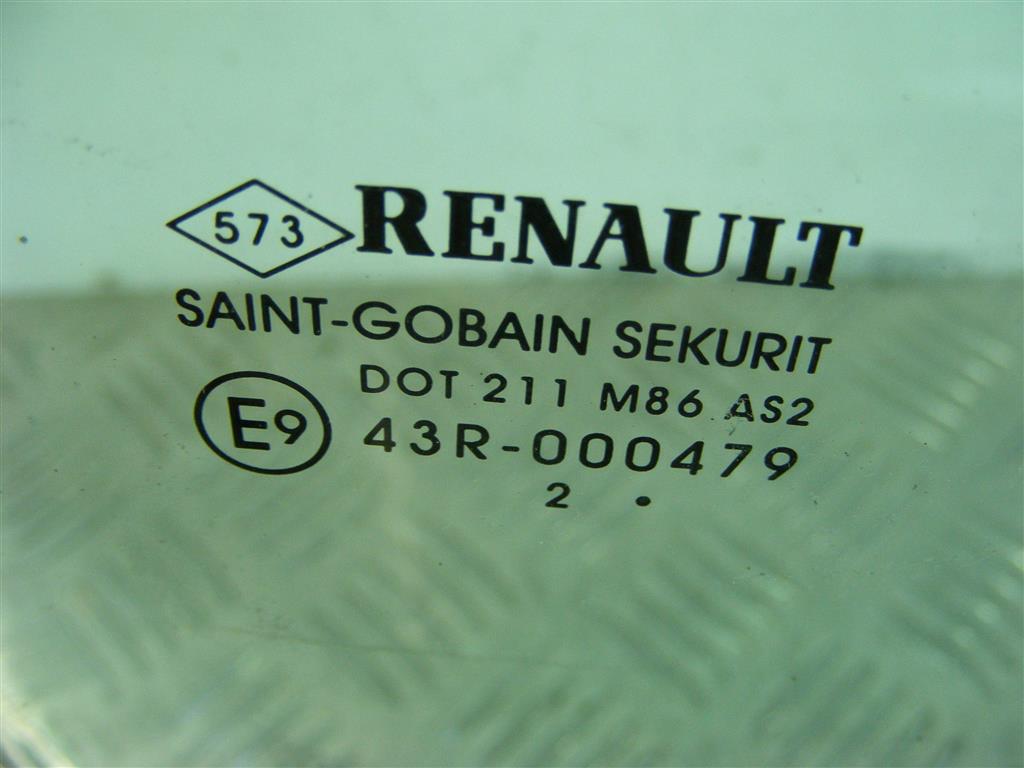 573 RENAULT
SAINT-GOBAIN SEKURIT
DOT 211 M86 AS2
E9 43R-000479
2 •